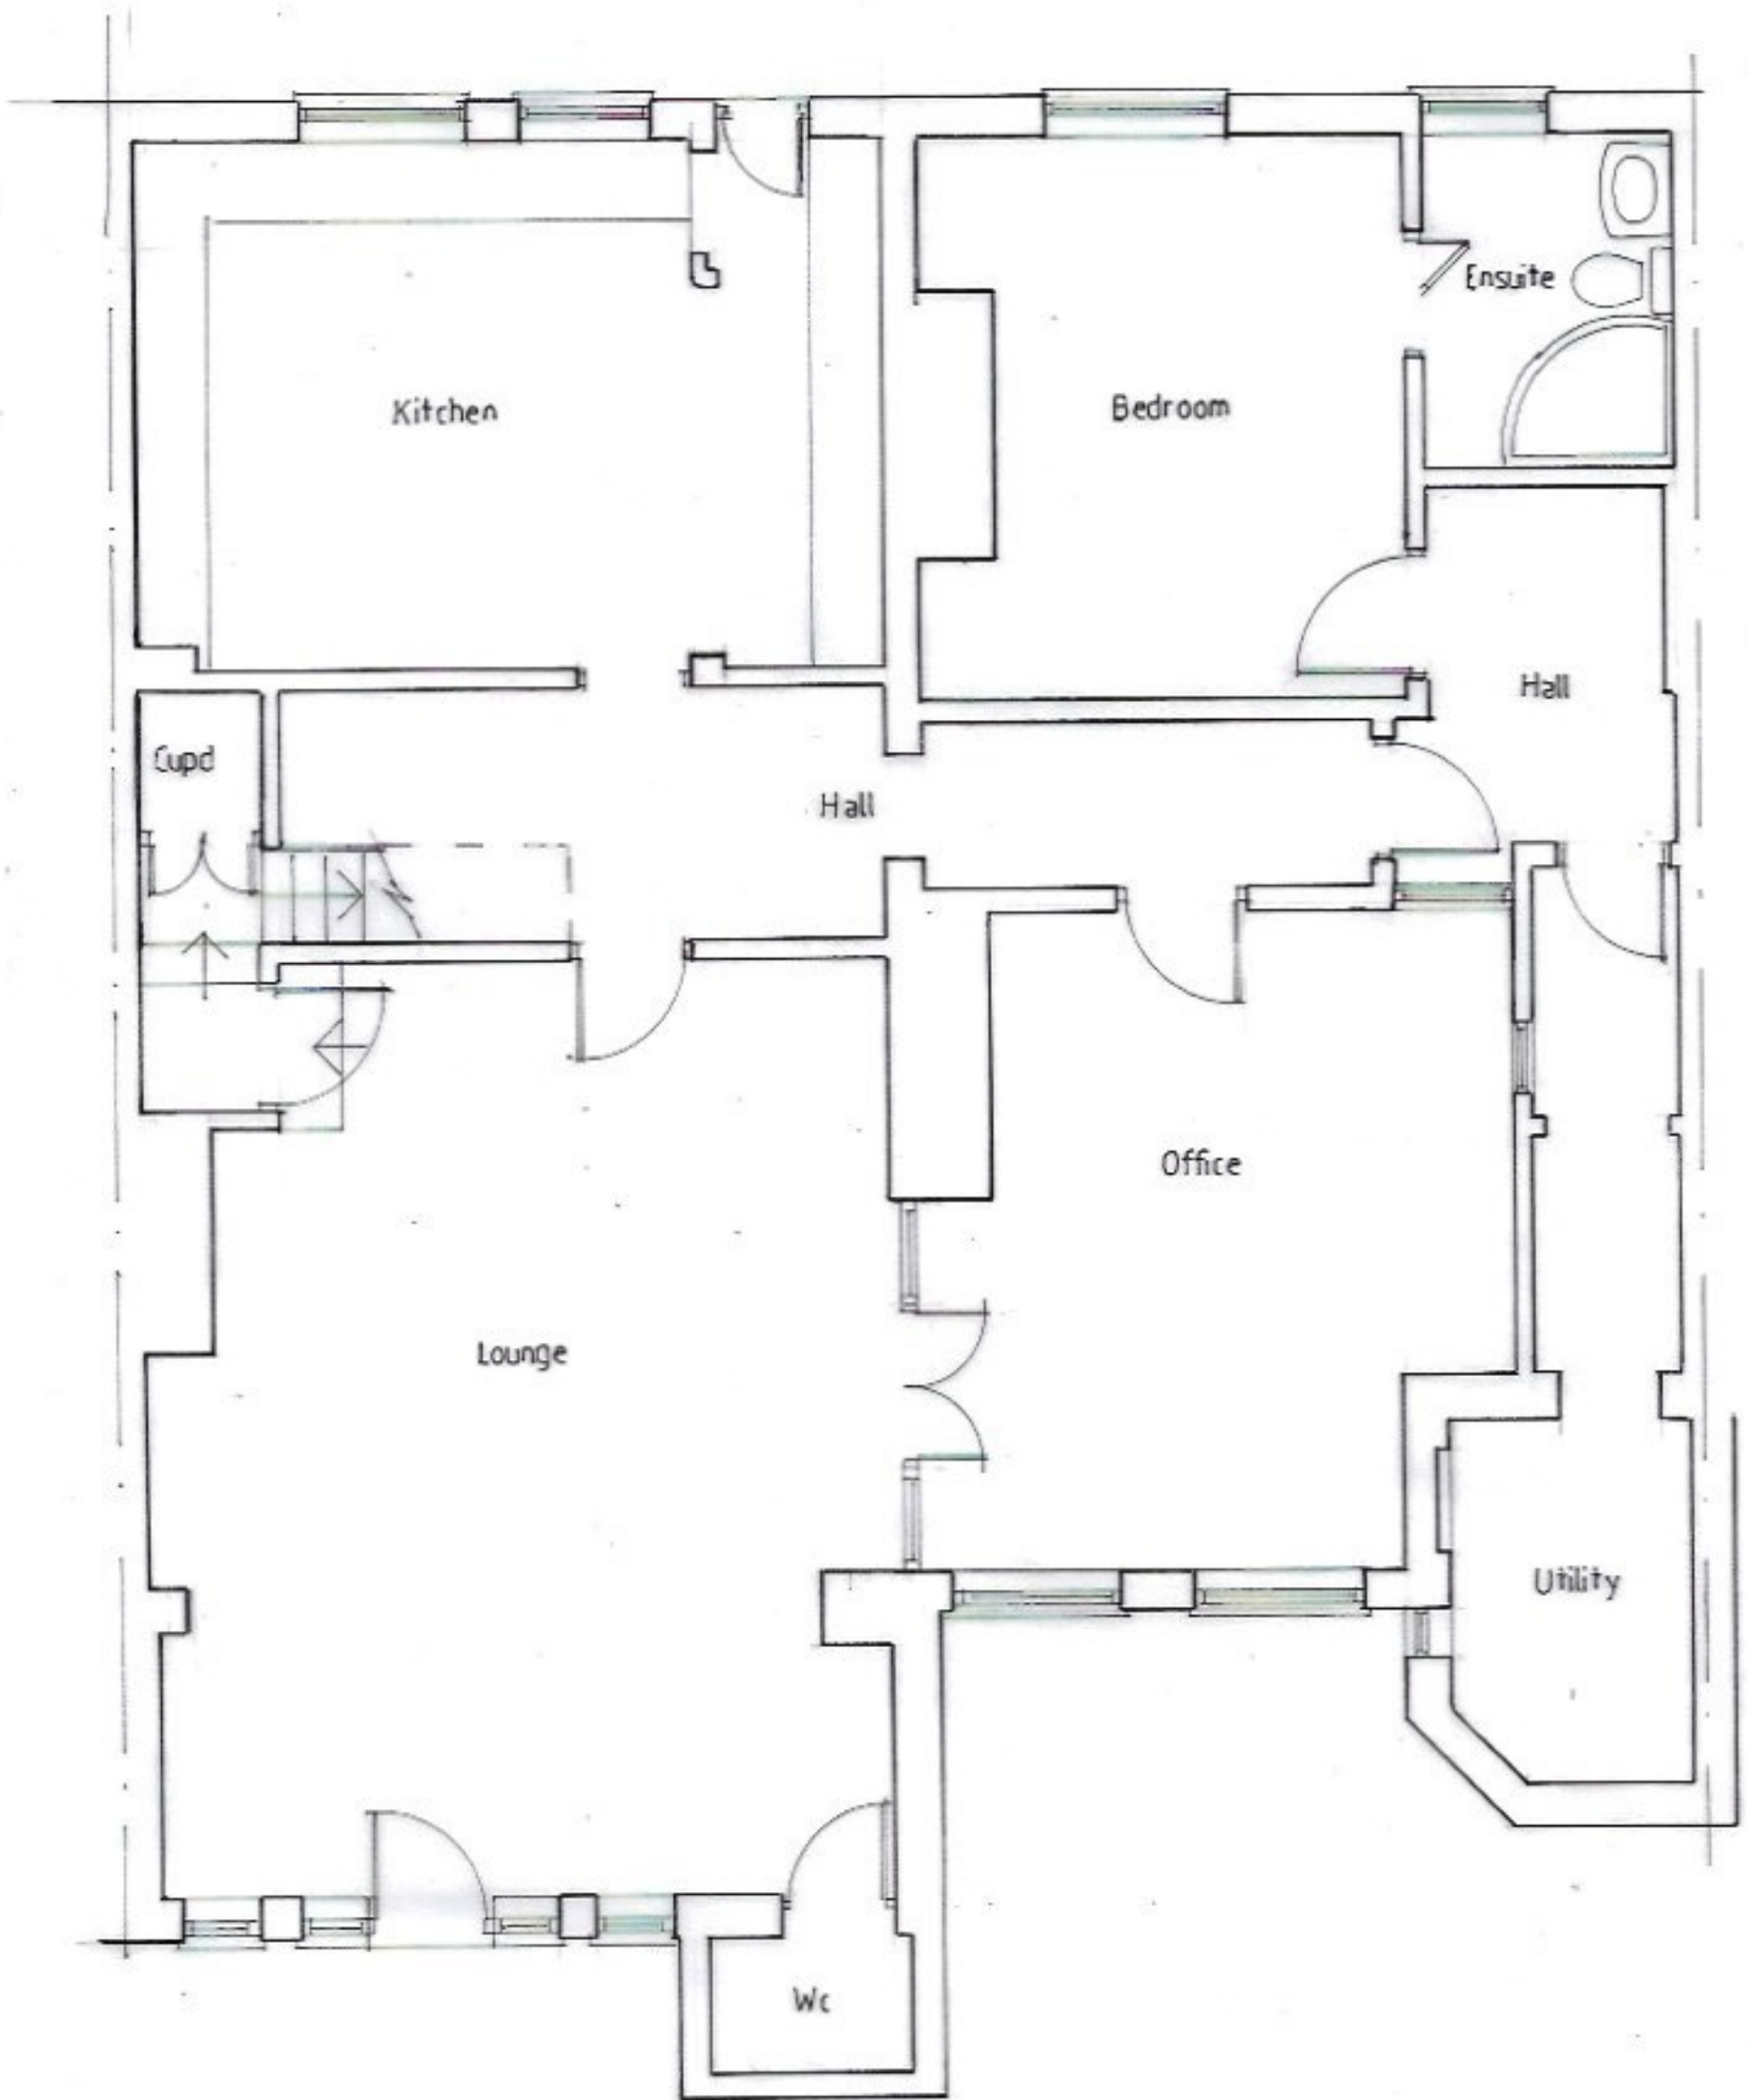 Ensuite
Kitchen
Bedroom
Hall
Cupd
Hall
Office
Lounge
Utility
Wc